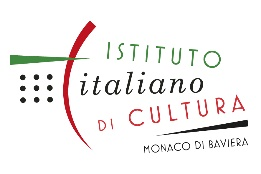 ISTITUTO
italiano
DI CULTURA
MONACO DI BAVIERA